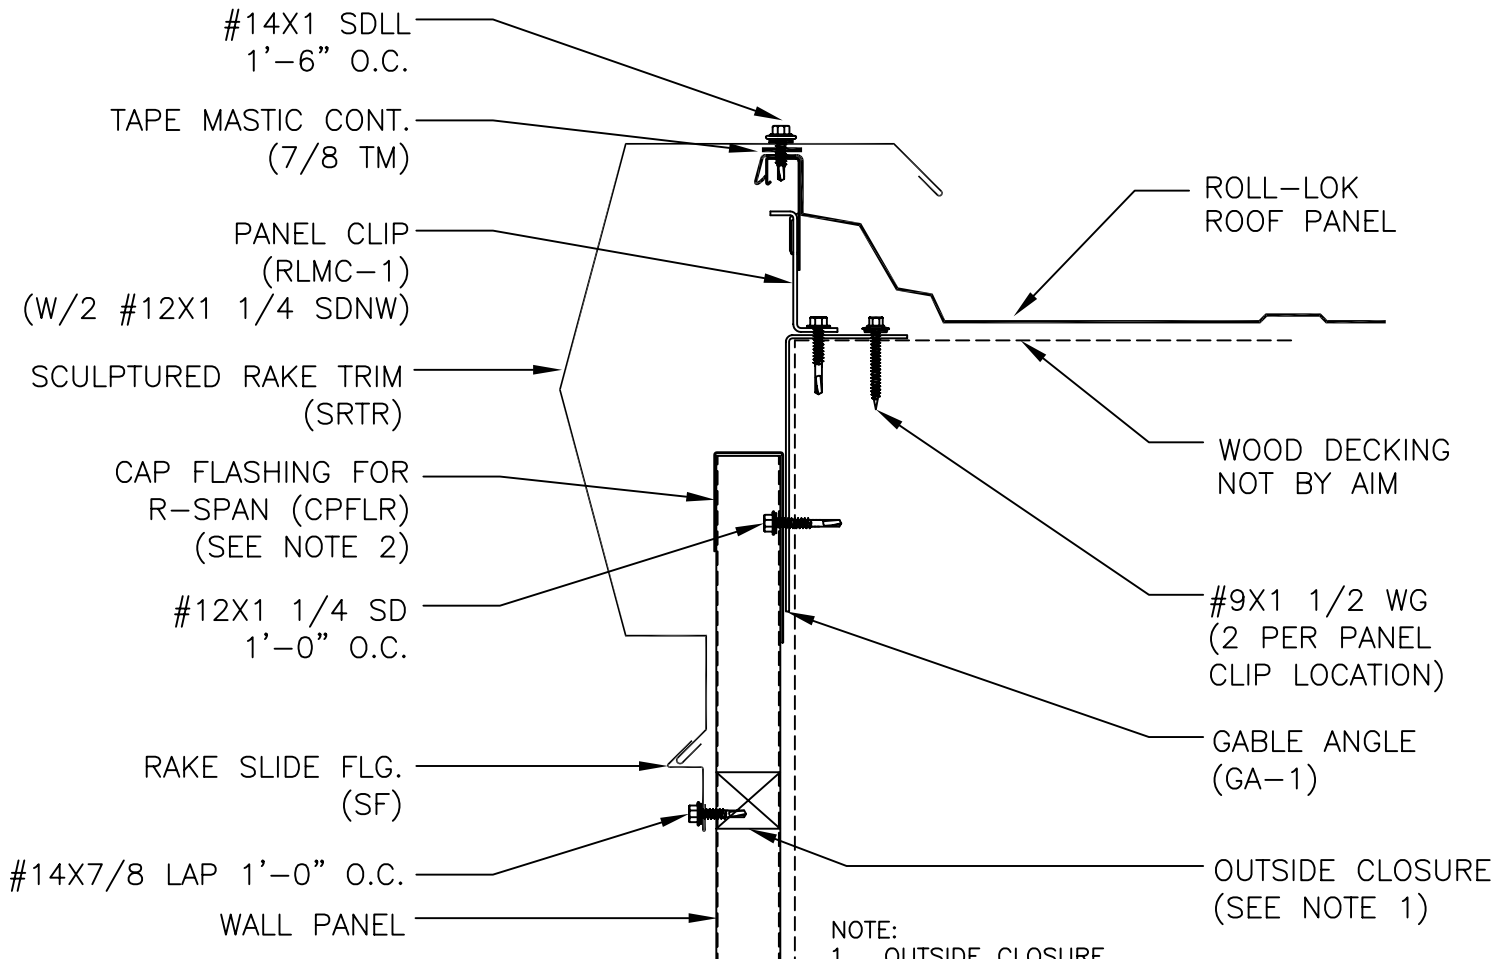 #14X1 SDLL
1'-6" O.C.
TAPE MASTIC CONT.
(7/8 TM)
PANEL CLIP
(RLMC-1)
(W/2 #12X1 1/4 SDNW)
SCULPTURED RAKE TRIM
(SRTR)
CAP FLASHING FOR
R-SPAN (CPFLR)
(SEE NOTE 2)
#12X1 1/4 SD
1'-0" O.C.
RAKE SLIDE FLG.
(SF)
#14X7/8 LAP 1'-0" O.C.
WALL PANEL
ROLL-LOK
ROOF PANEL
WOOD DECKING
NOT BY AIM
#9X1 1/2 WG
(2 PER PANEL
CLIP LOCATION)
GABLE ANGLE
(GA-1)
OUTSIDE CLOSURE
(SEE NOTE 1)
NOTE:
1. OUTSIDE CLOSURE